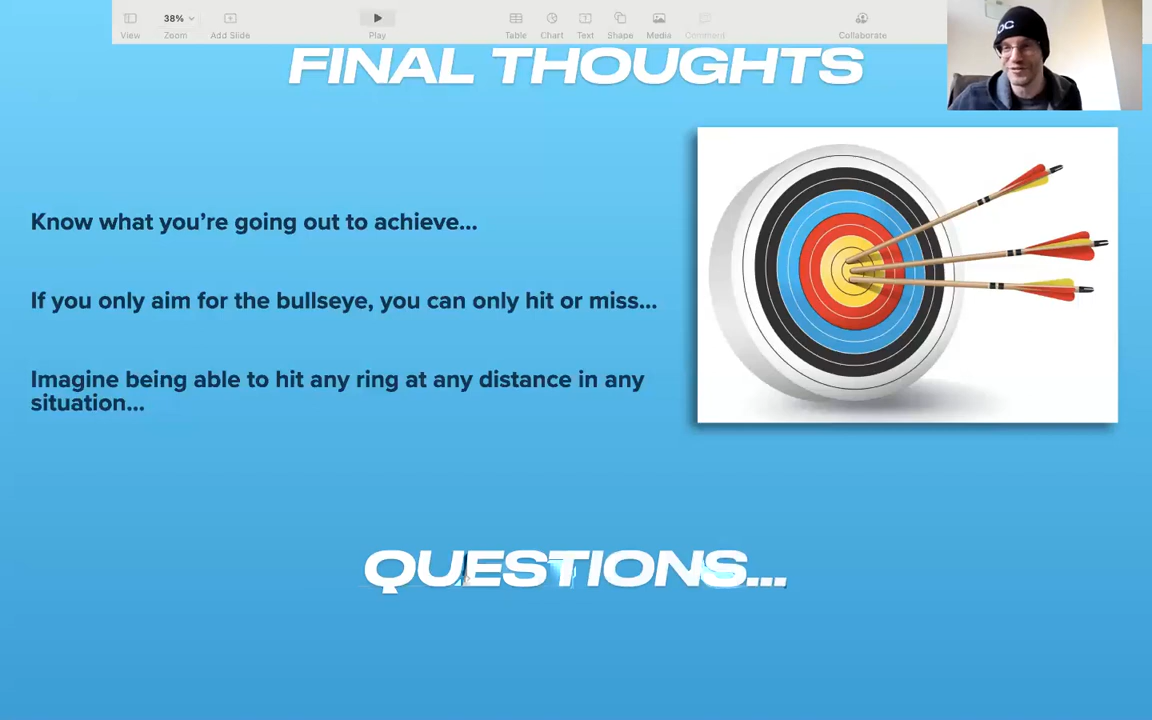 View
38%
Zoom
Add Slide
Play
Table
Chart
Text
Shape
Media
Comment
Collaborate
FINAL THOUGHTS
Know what you're going out to achieve...
If you only aim for the bullseye, you can only hit or miss...
Imagine being able to hit any ring at any distance in any
situation...
QUESTIONS...